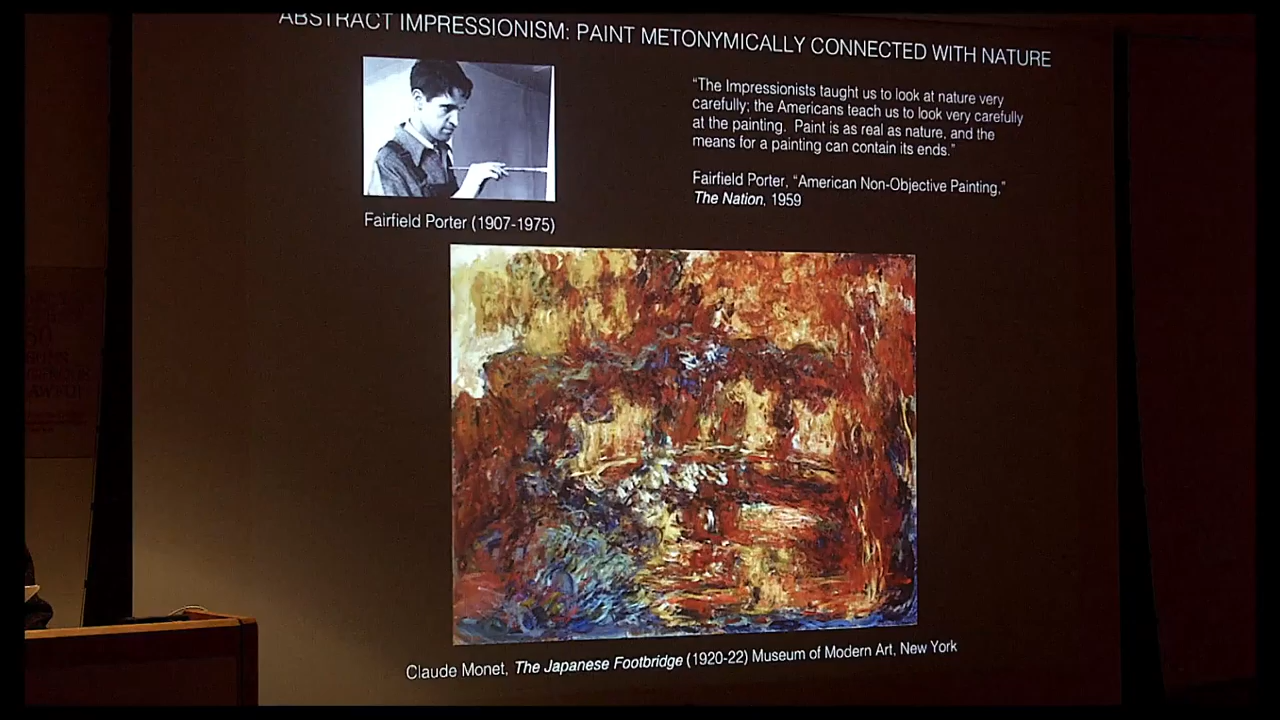 ABSTRACT IMPRESSIONISM: PAINT METONYMICALLY CONNECTED WITH NATURE
"The Impressionists taught us to look at nature very
carefully; the Americans teach us to look very carefully
at the painting. Paint is as real as nature, and the
means for a painting can contain its ends."
Fairfield Porter, "American Non-Objective Painting,"
The Nation, 1959
Fairfield Porter (1907-1975)
Claude Monet, The Japanese Footbridge (1920-22) Museum of Modern Art, New York